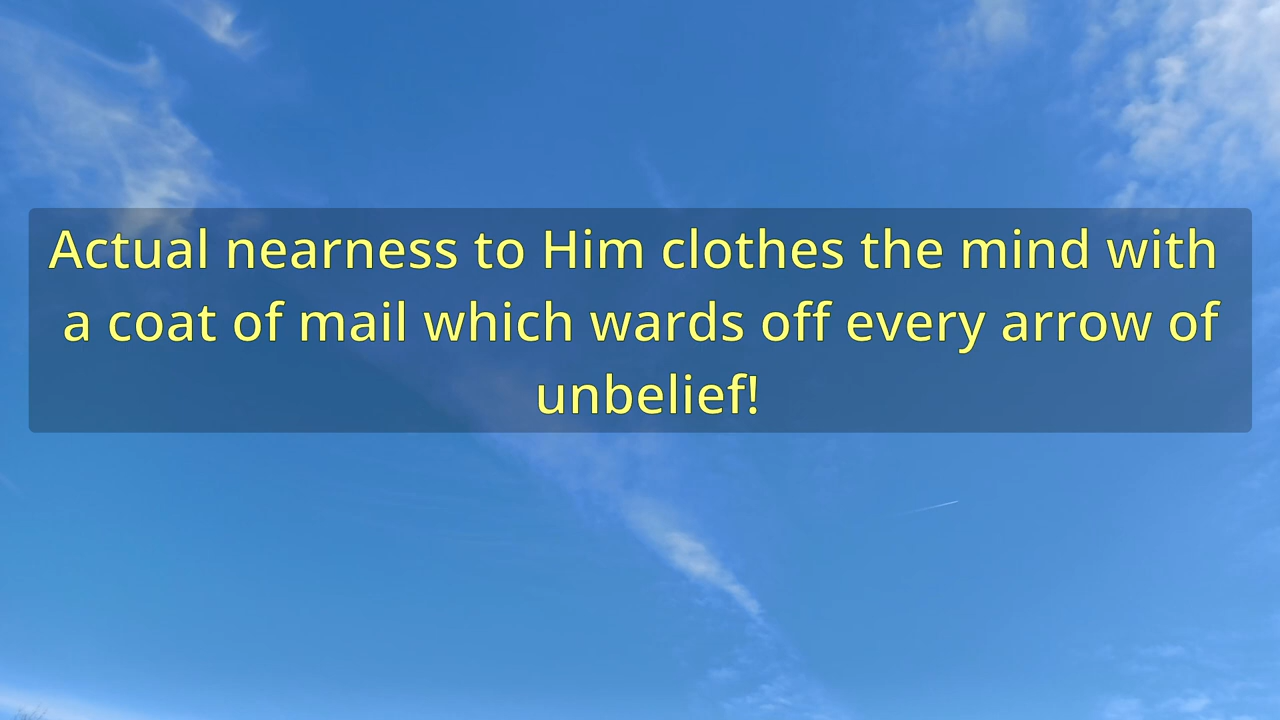 Actual nearness to Him clothes the mind with
a coat of mail which wards off every arrow of
unbelief!